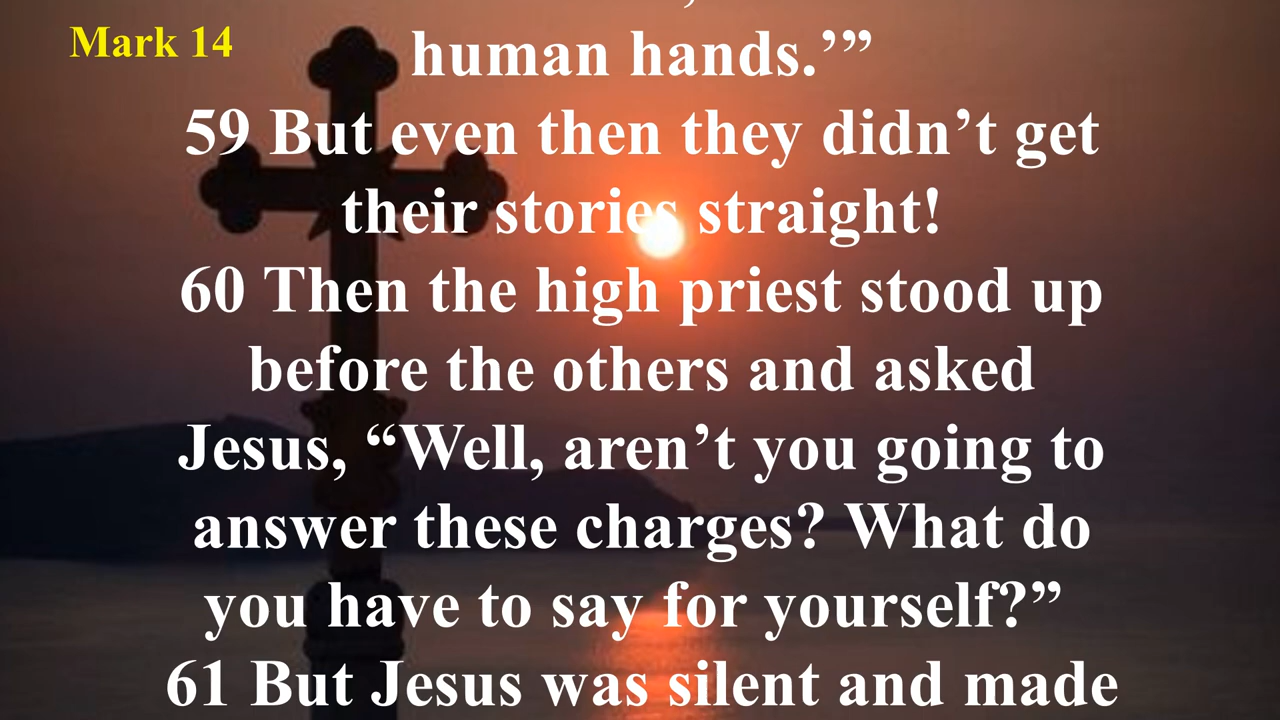 Mark 14
human hands.’”
59 But even then they didn’t get
their stories straight!
60 Then the high priest stood up
before the others and asked
Jesus, “Well, aren’t you going to
answer these charges? What do
you have to say for yourself?”
61 But Jesus was silent and made